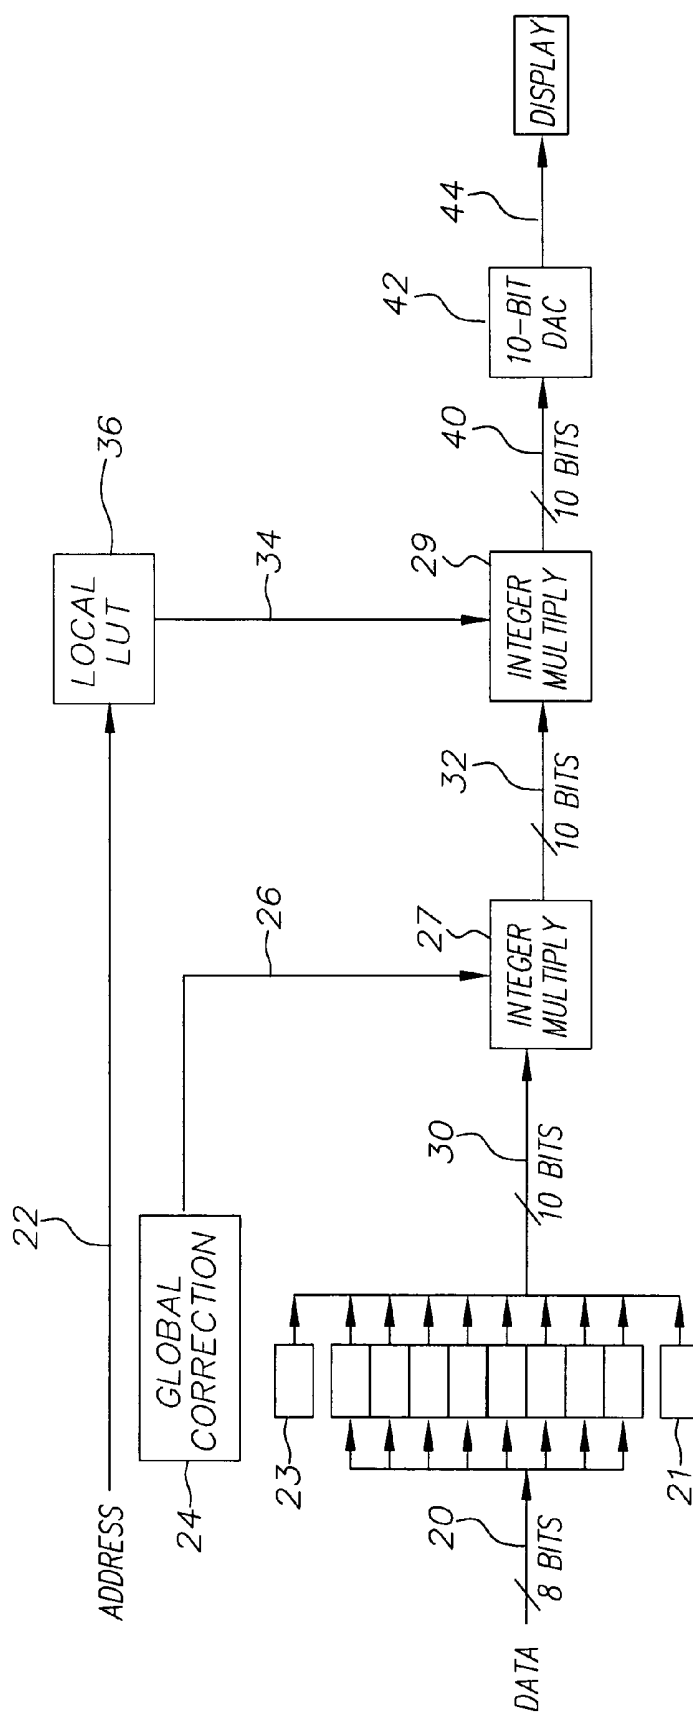 ADDRESS
22
LOCAL
LUT
36
GLOBAL
CORRECTION
24
26
34
23
DATA
8 BITS
20
21
10 BITS
30
INTEGER
MULTIPLY
27
10 BITS
32
INTEGER
MULTIPLY
29
10 BITS
40
10-BIT
DAC
42
44
DISPLAY